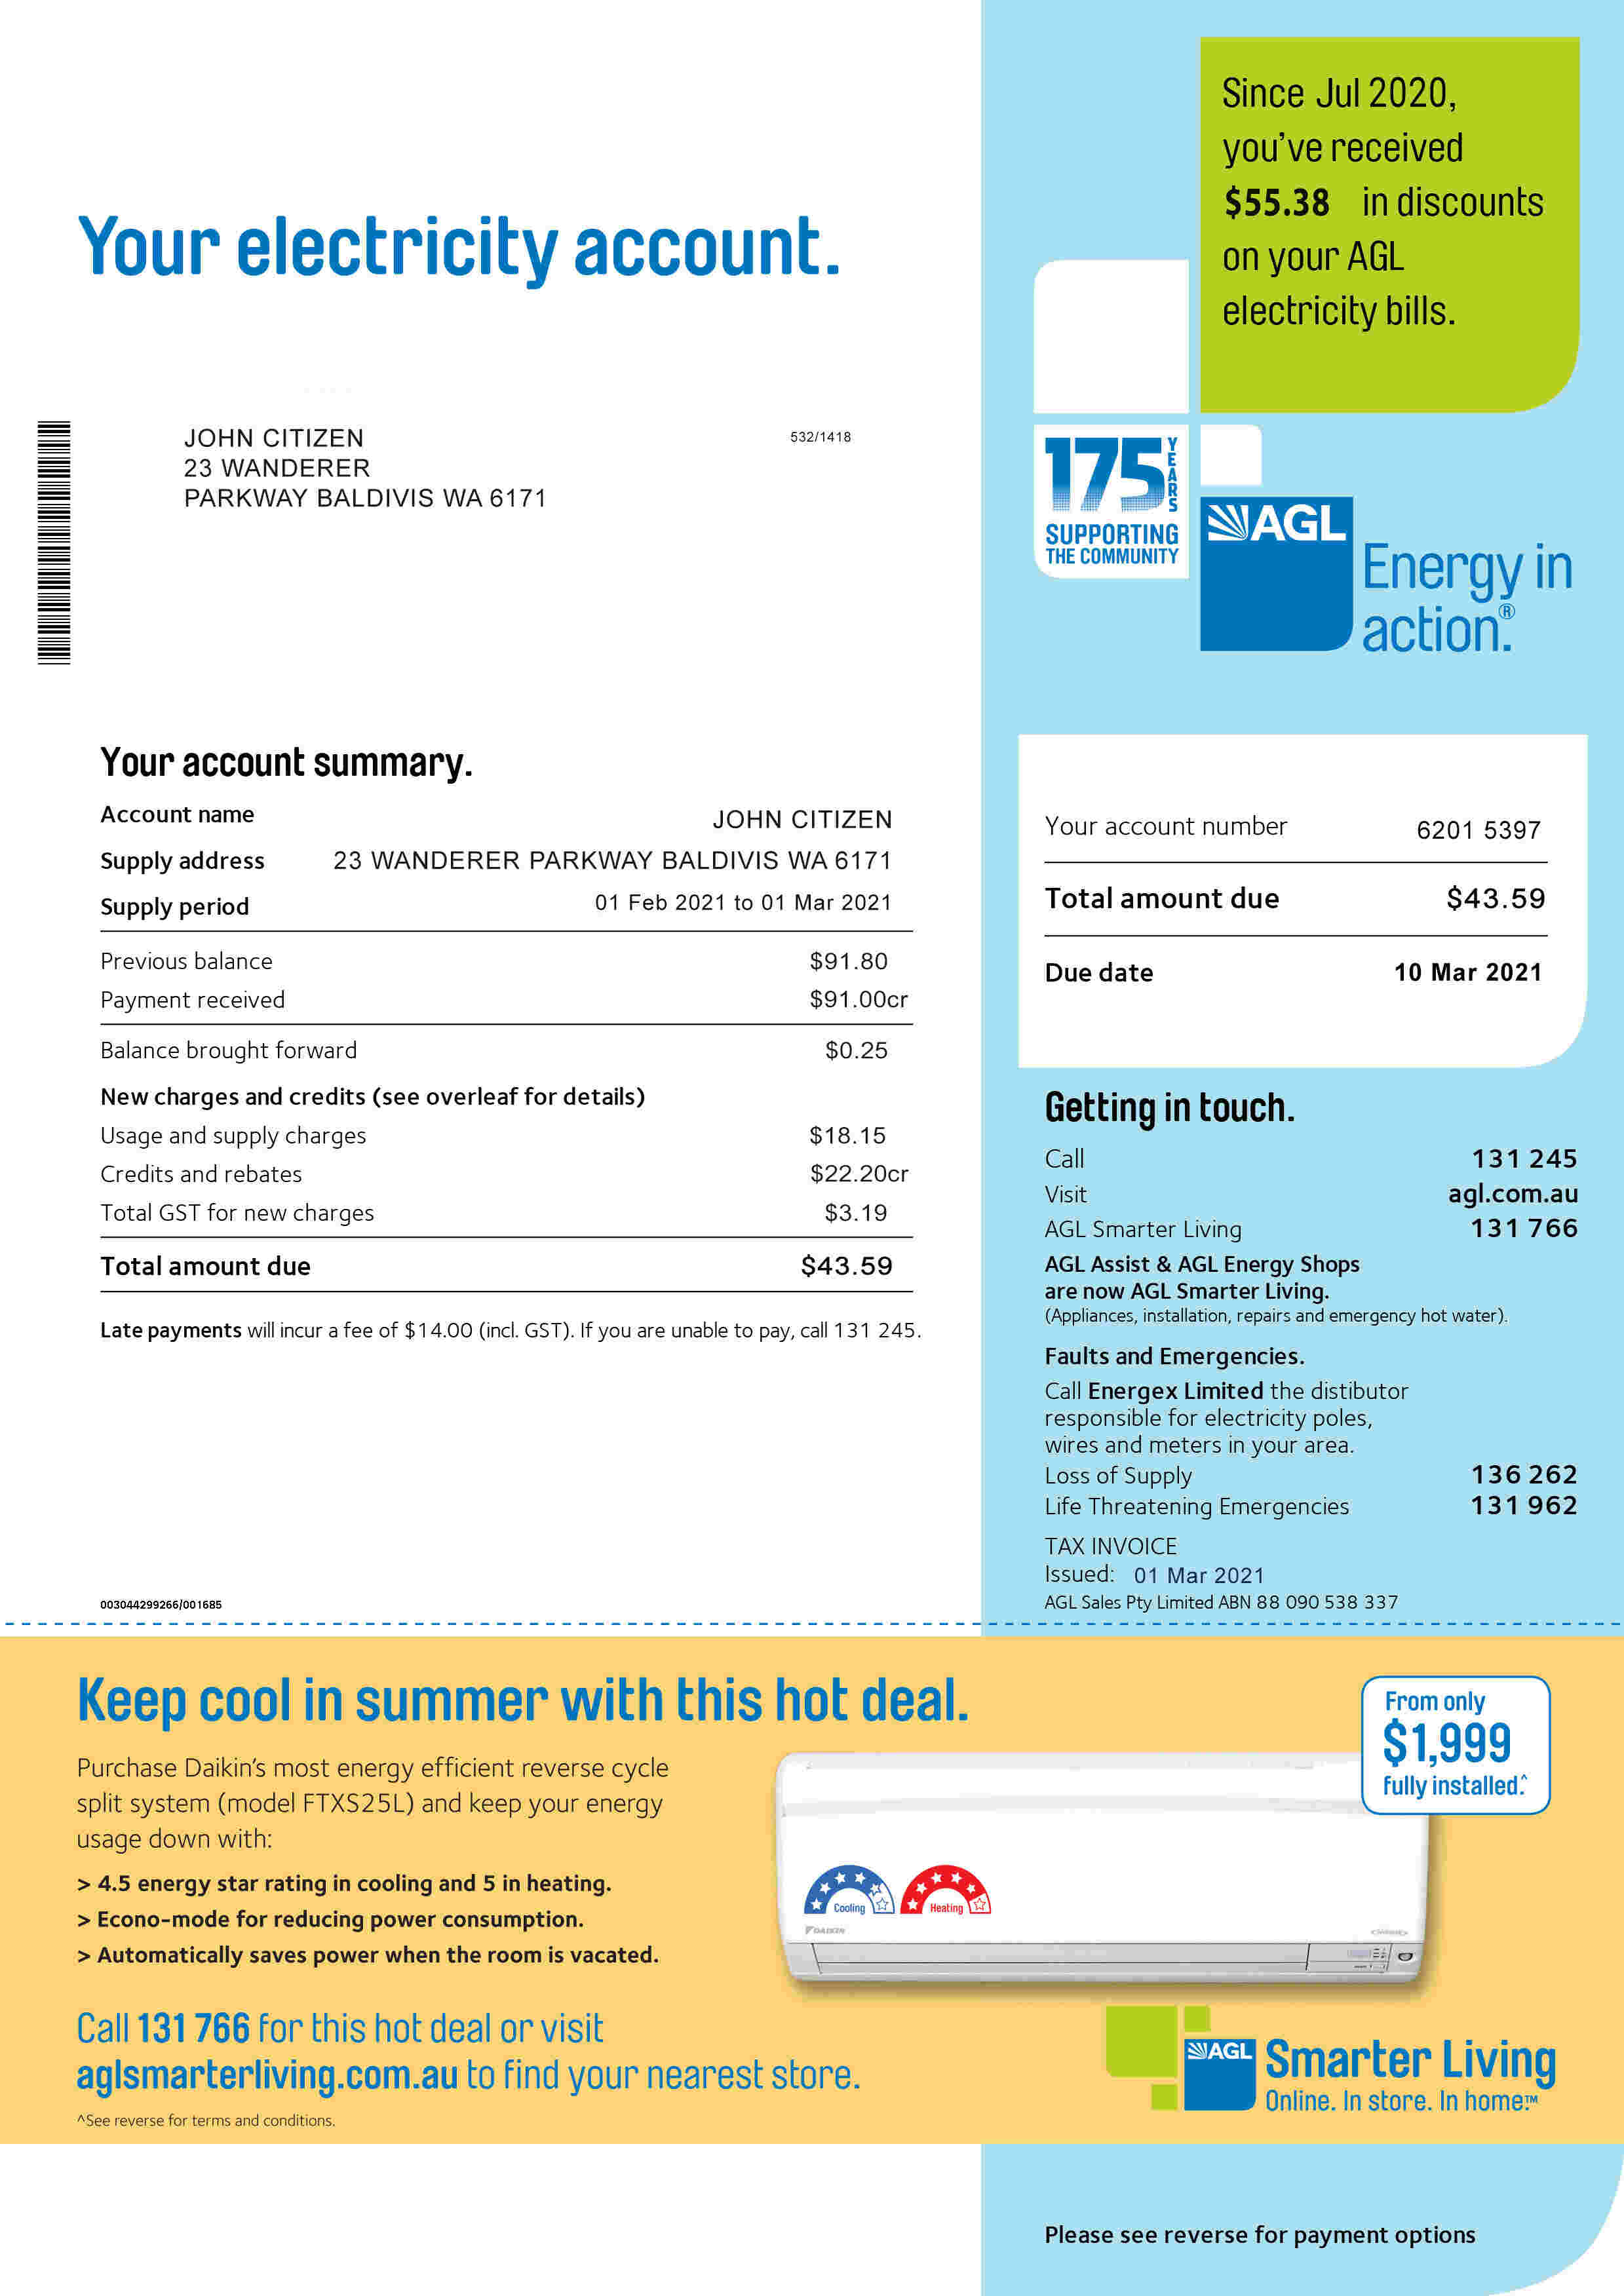 Since Jul 2020,
you've received
$55.38 in discounts
on your AGL
electricity bills.
Your electricity account.
JOHN CITIZEN
23 WANDERER
PARKWAY BALDIVIS WA 6171
532/1418
175 YEARS
SUPPORTING
THE COMMUNITY
AGL
Energy in
action.®
Your account summary.
Account name JOHN CITIZEN
Supply address 23 WANDERER PARKWAY BALDIVIS WA 6171
Supply period 01 Feb 2021 to 01 Mar 2021
Previous balance $91.80
Payment received $91.00cr
Balance brought forward $0.25
New charges and credits (see overleaf for details)
Usage and supply charges $18.15
Credits and rebates $22.20cr
Total GST for new charges $3.19
Total amount due $43.59
Late payments will incur a fee of $14.00 (incl. GST). If you are unable to pay, call 131 245.
003044299266/001685
Your account number 6201 5397
Total amount due $43.59
Due date 10 Mar 2021
Getting in touch.
Call 131 245
Visit agl.com.au
AGL Smarter Living 131 766
AGL Assist & AGL Energy Shops
are now AGL Smarter Living.
(Appliances, installation, repairs and emergency hot water).
Faults and Emergencies.
Call Energex Limited the distibutor
responsible for electricity poles,
wires and meters in your area.
Loss of Supply 136 262
Life Threatening Emergencies 131 962
TAX INVOICE
Issued: 01 Mar 2021
AGL Sales Pty Limited ABN 88 090 538 337
Keep cool in summer with this hot deal.
Purchase Daikin's most energy efficient reverse cycle
split system (model FTXS25L) and keep your energy
usage down with:
> 4.5 energy star rating in cooling and 5 in heating.
> Econo-mode for reducing power consumption.
> Automatically saves power when the room is vacated.
From only
$1,999
fully installed.^
Cooling
Heating
DAIKIN
Call 131 766 for this hot deal or visit
aglsmarterliving.com.au to find your nearest store.
^See reverse for terms and conditions.
AGL
Smarter Living
Online. In store. In home.™
Please see reverse for payment options